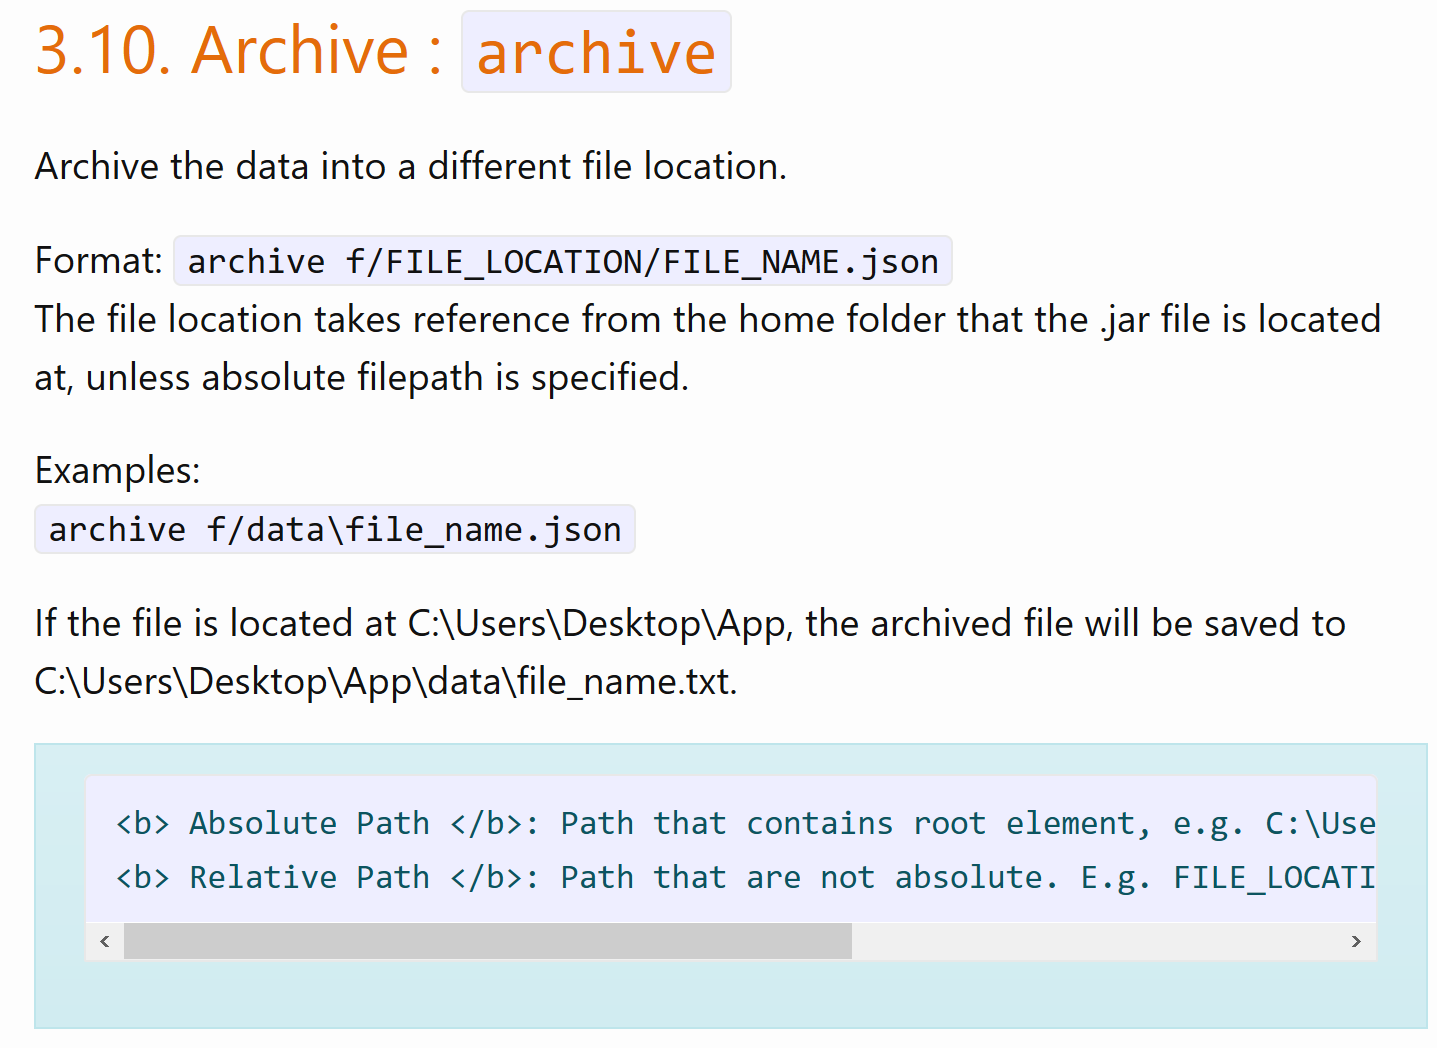 3.10. Archive : archive
Archive the data into a different file location.
Format: archive f/FILE_LOCATION/FILE_NAME.json
The file location takes reference from the home folder that the .jar file is located
at, unless absolute filepath is specified.
Examples:
archive f/data\file_name.json
If the file is located at C:\Users\Desktop\App, the archived file will be saved to
C:\Users\Desktop\App\data\file_name.txt.
<b> Absolute Path </b>: Path that contains root element, e.g. C:\Use
<b> Relative Path </b>: Path that are not absolute. E.g. FILE_LOCATI